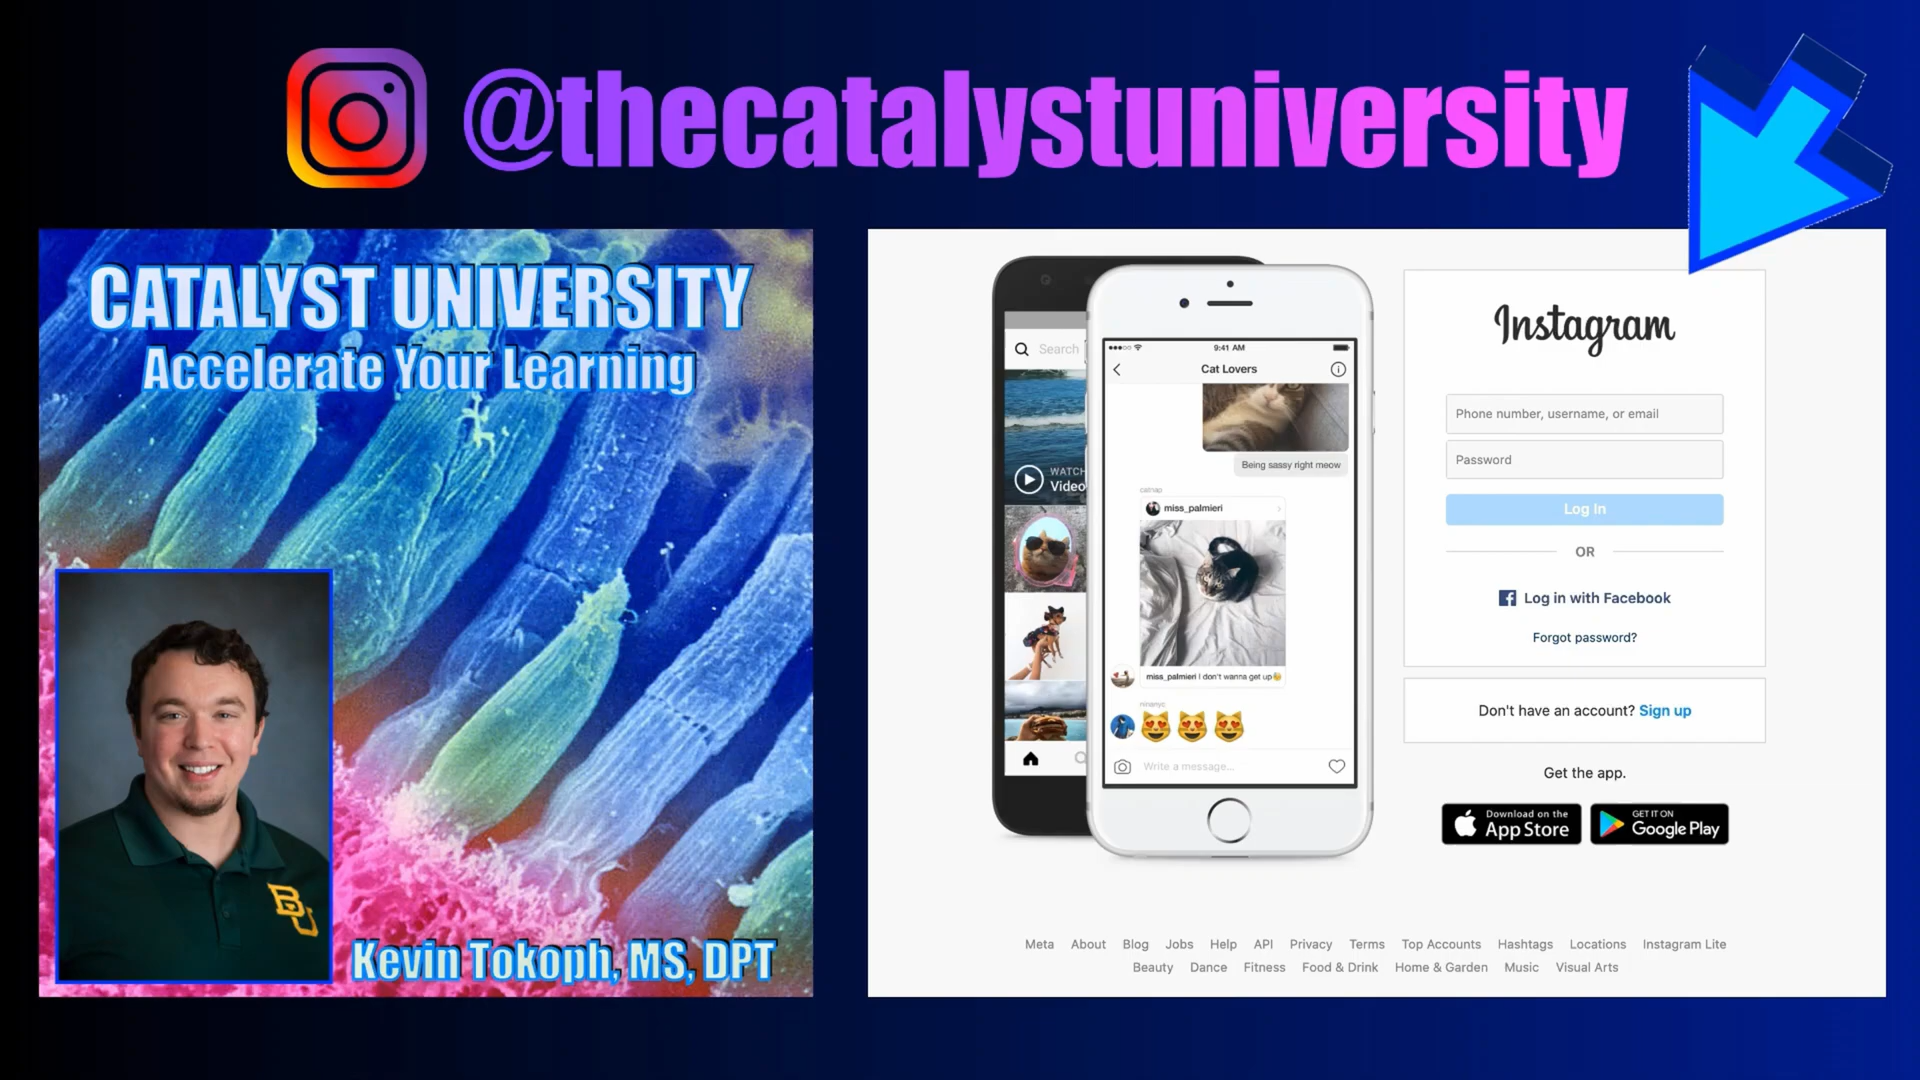 @thecatalystuniversity
CATALYST UNIVERSITY
Accelerate Your Learning
BU
Kevin Tokoph, MS, DPT
Search
WATCH
Video
9:41 AM
Cat Lovers
Being sassy right meow
catnap
miss_palmieri
miss_palmieri I don't wanna get up
ninanyc
Write a message...
Instagram
Phone number, username, or email
Password
Log In
OR
Log in with Facebook
Forgot password?
Don't have an account? Sign up
Get the app.
Download on the
App Store
GET IT ON
Google Play
Meta About Blog Jobs Help API Privacy Terms Top Accounts Hashtags Locations Instagram Lite
Beauty Dance Fitness Food & Drink Home & Garden Music Visual Arts